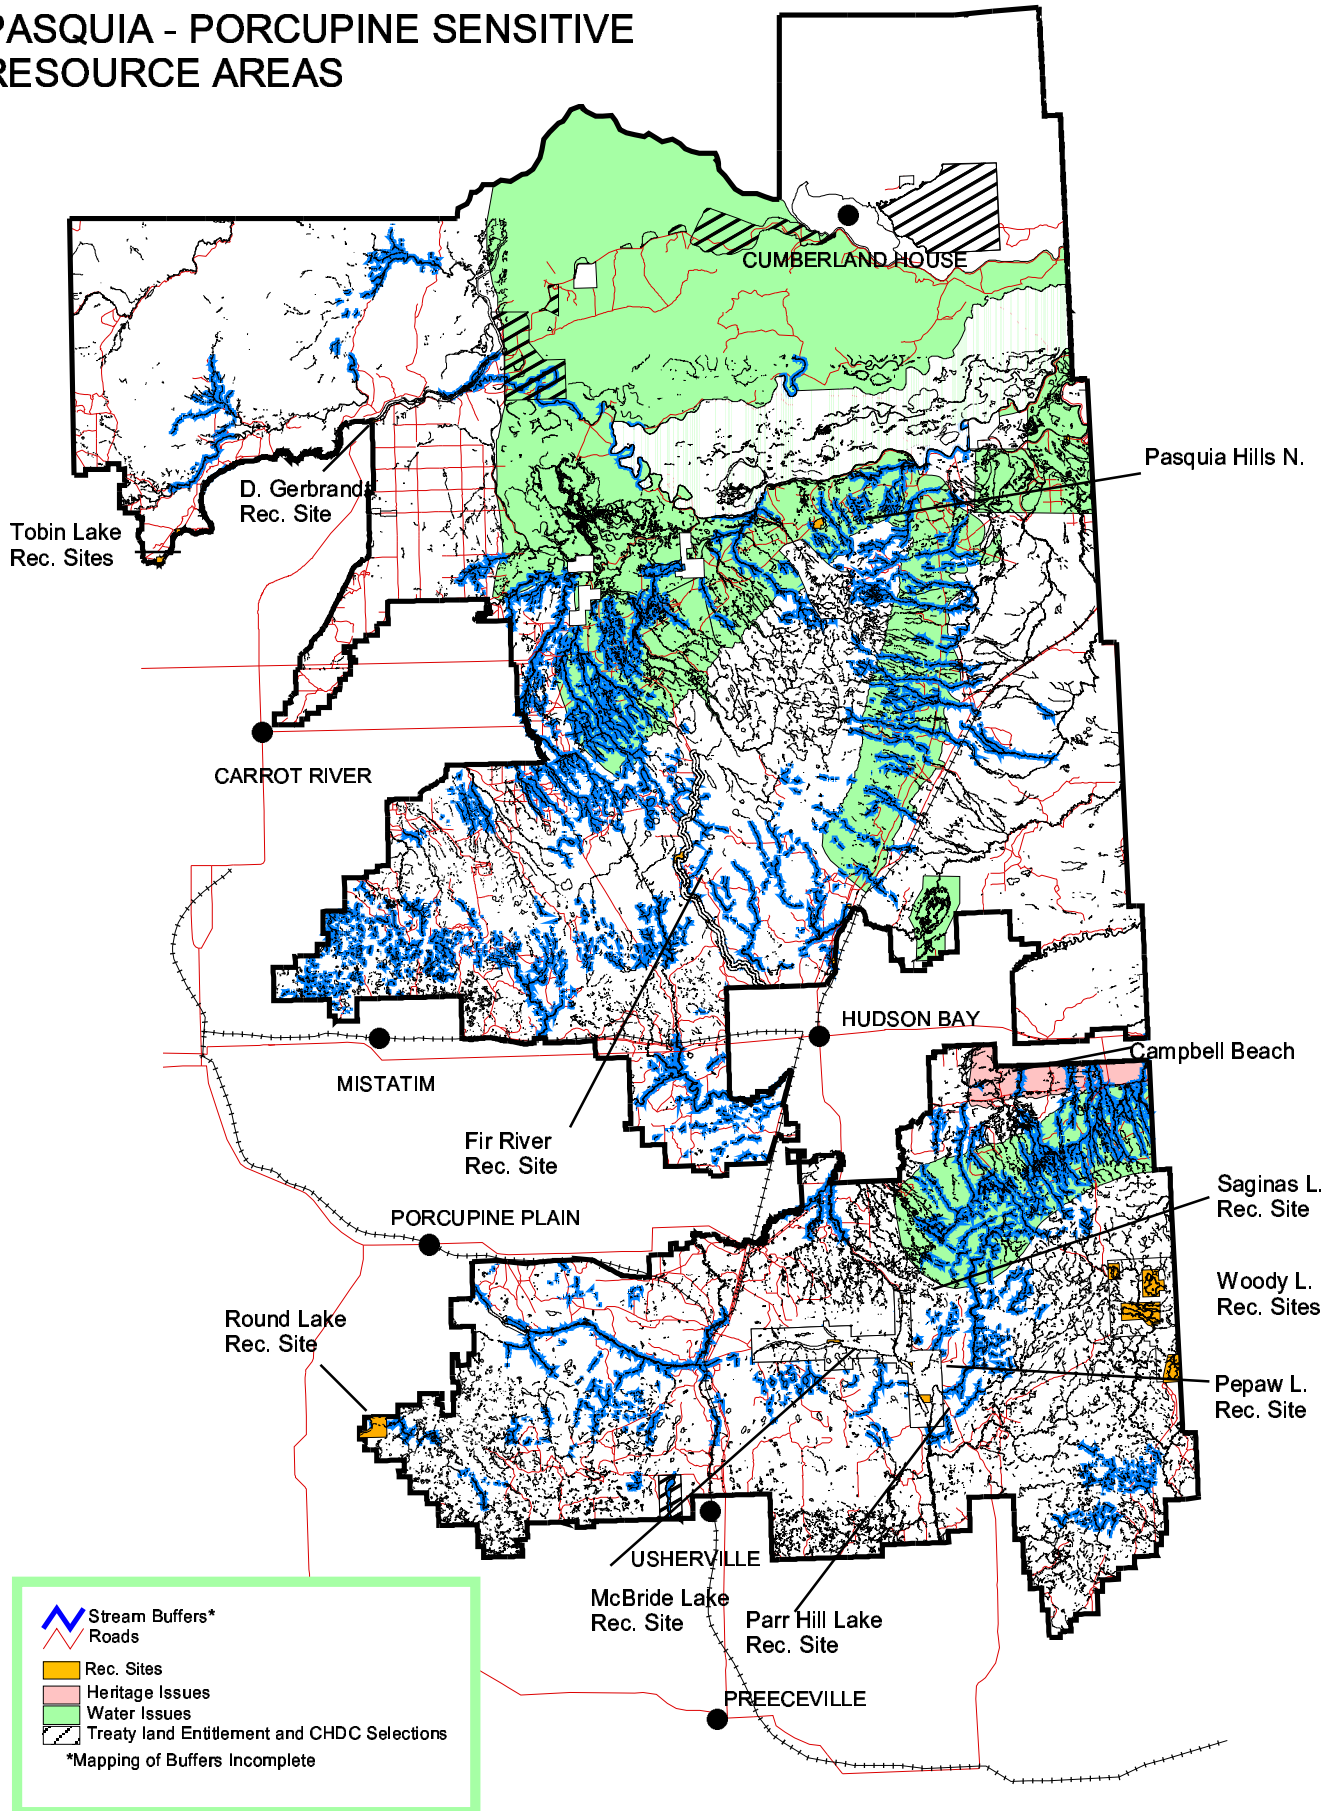 PASQUIA - PORCUPINE SENSITIVE
RESOURCE AREAS
CUMBERLAND HOUSE
Pasquia Hills N.
D. Gerbrandt
Rec. Site
Tobin Lake
Rec. Sites
CARROT RIVER
HUDSON BAY
Campbell Beach
MISTATIM
Fir River
Rec. Site
Saginas L.
Rec. Site
PORCUPINE PLAIN
Woody L.
Rec. Sites
Round Lake
Rec. Site
Pepaw L.
Rec. Site
USHERVILLE
McBride Lake
Rec. Site
Parr Hill Lake
Rec. Site
PREECEVILLE
Stream Buffers*
Roads
Rec. Sites
Heritage Issues
Water Issues
Treaty land Entitlement and CHDC Selections
*Mapping of Buffers Incomplete